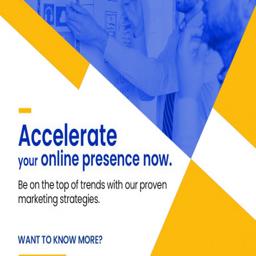 Accelerate
your online presence now.
Be on the top of trends with our proven
marketing strategies.
WANT TO KNOW MORE?